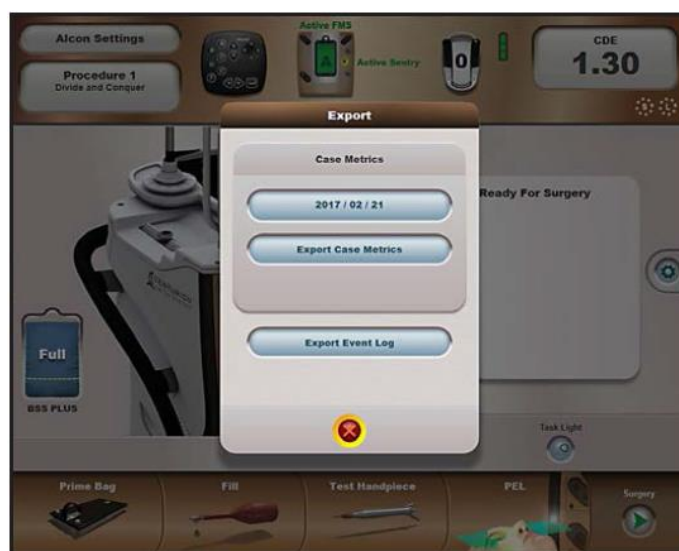 Alcon Settings
Procedure 1
Divide and Conquer
Active FMS
Active Sentry
0
CDE
1.30
Export
Case Metrics
2017 / 02 / 21
Export Case Metrics
Export Event Log
Ready For Surgery
Full
BSS PLUS
Task Light
Prime Bag
Fill
Test Handpiece
PEL
Surgery